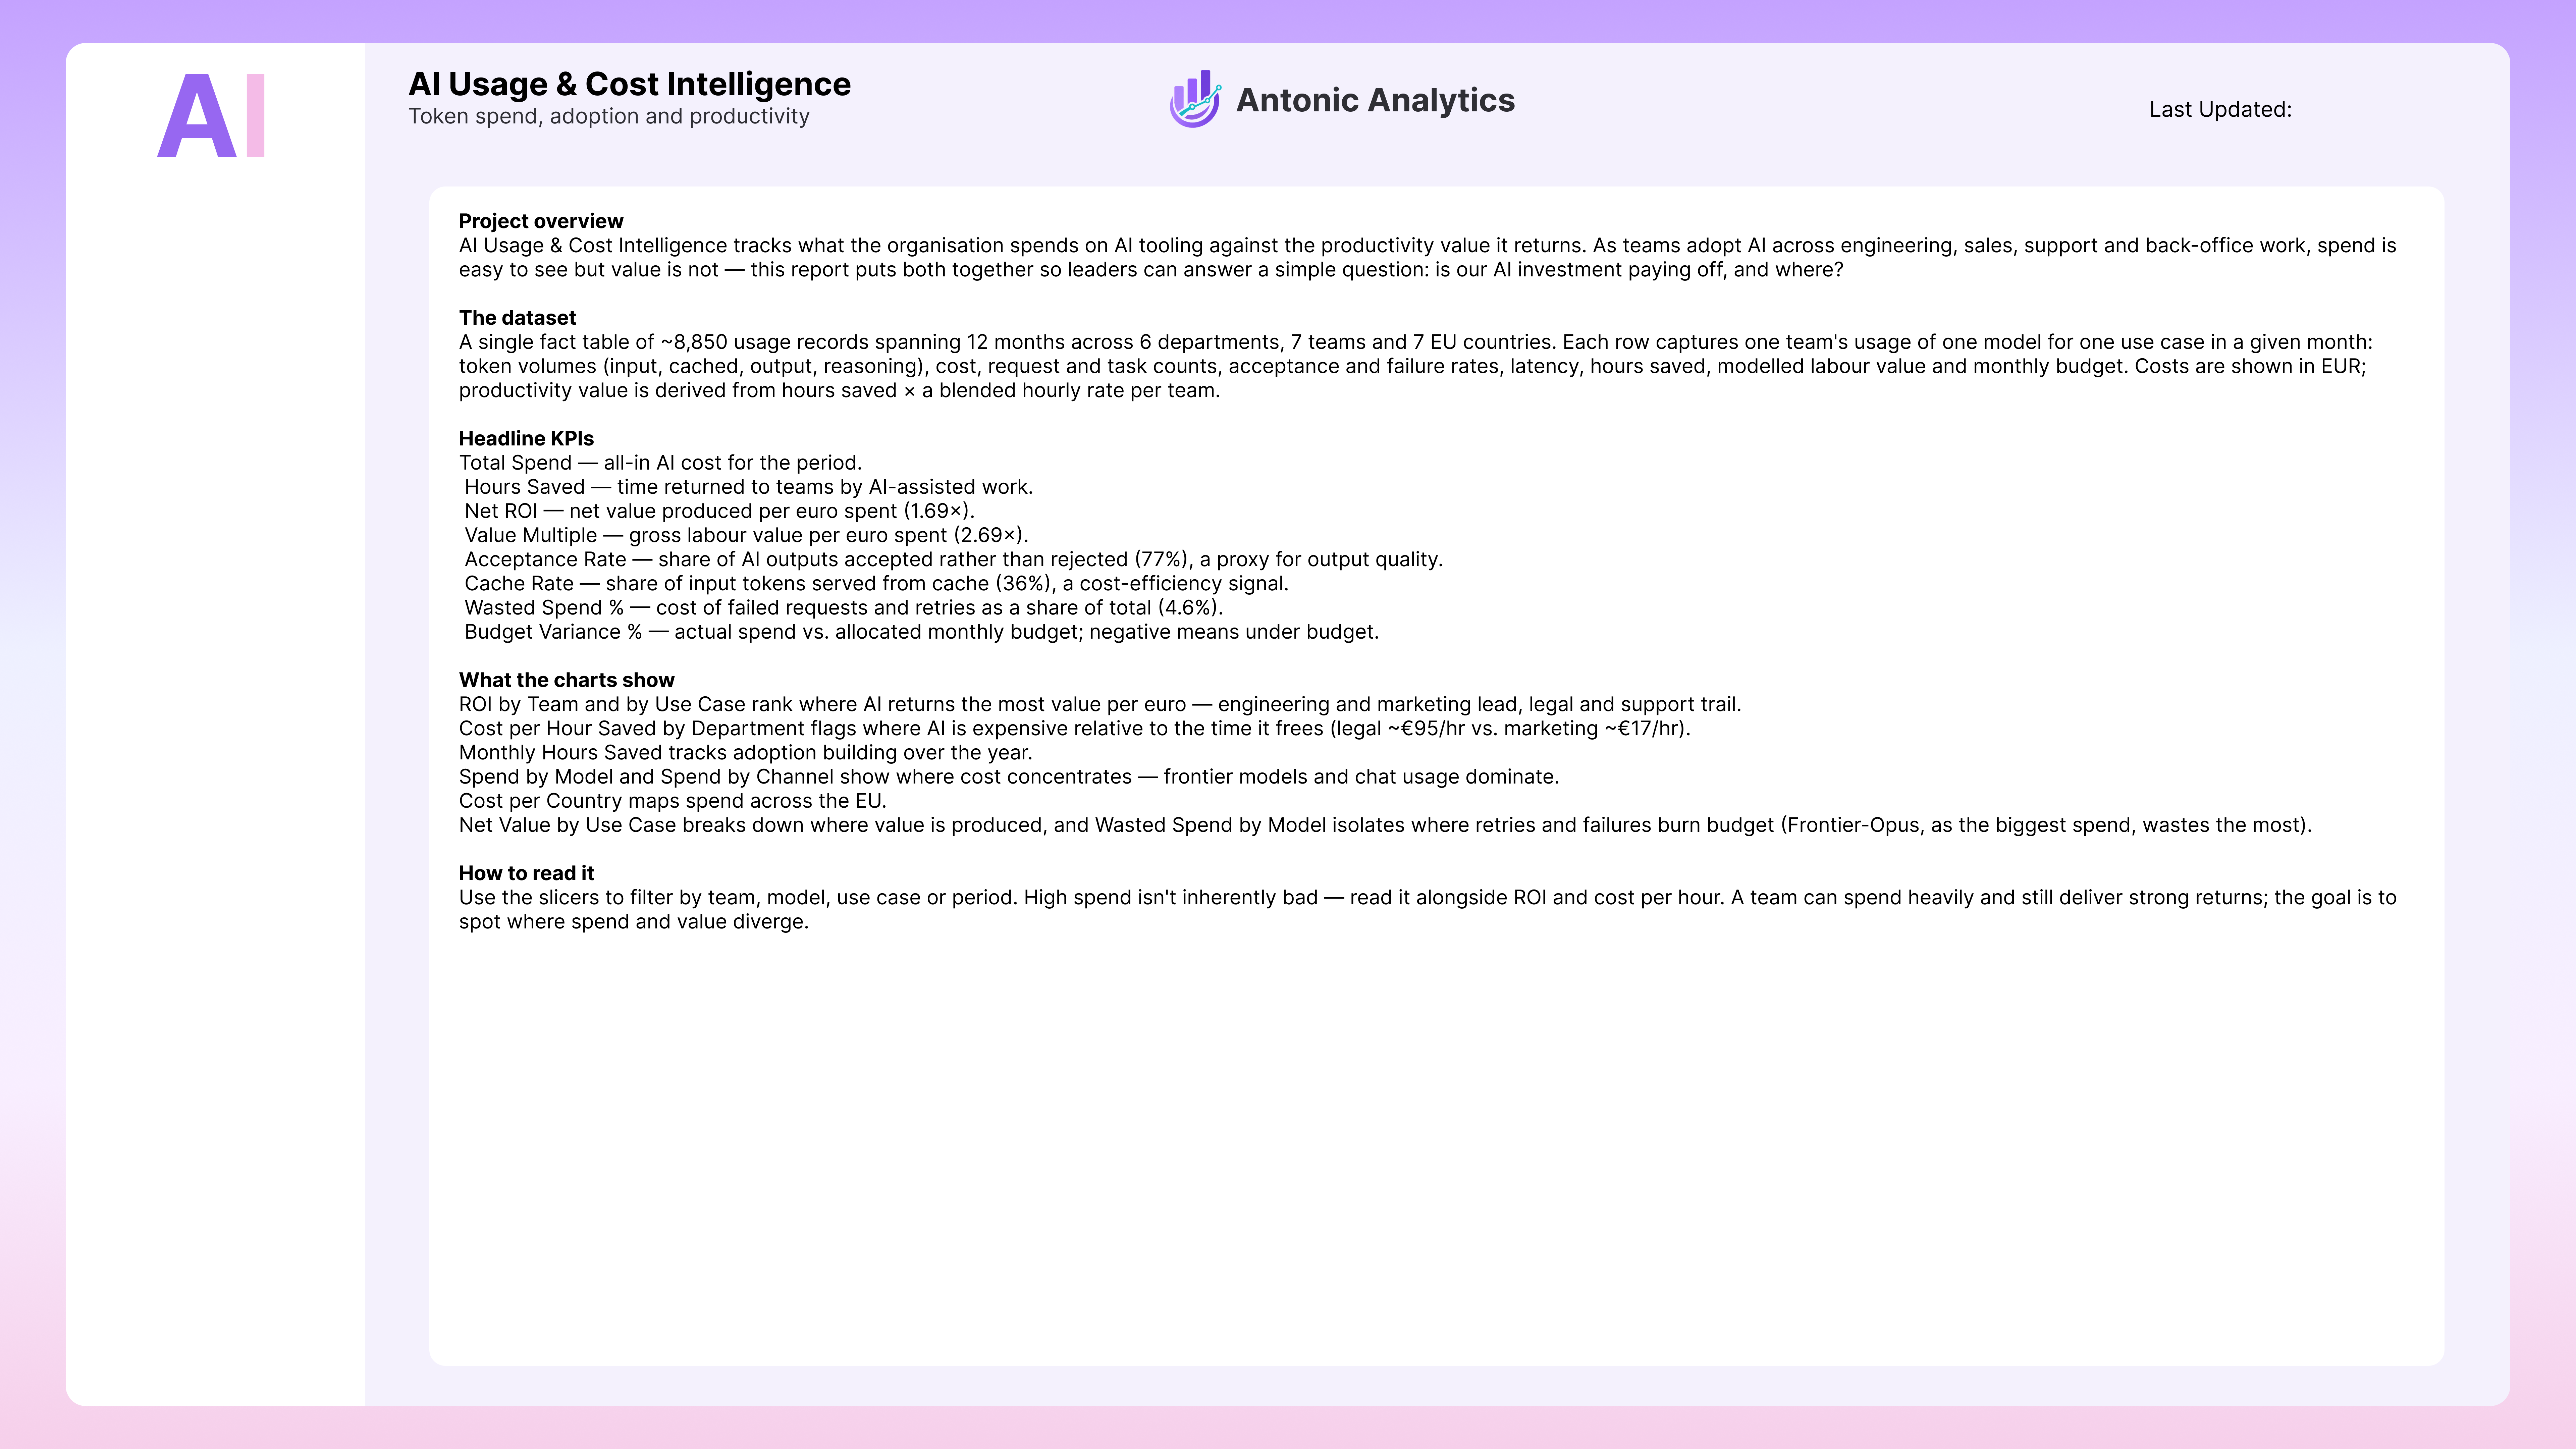 AI
AI Usage & Cost Intelligence
Token spend, adoption and productivity
Antonic Analytics
Last Updated:
Project overview
AI Usage & Cost Intelligence tracks what the organisation spends on AI tooling against the productivity value it returns. As teams adopt AI across engineering, sales, support and back-office work, spend is
easy to see but value is not — this report puts both together so leaders can answer a simple question: is our AI investment paying off, and where?
The dataset
A single fact table of ~8,850 usage records spanning 12 months across 6 departments, 7 teams and 7 EU countries. Each row captures one team's usage of one model for one use case in a given month:
token volumes (input, cached, output, reasoning), cost, request and task counts, acceptance and failure rates, latency, hours saved, modelled labour value and monthly budget. Costs are shown in EUR;
productivity value is derived from hours saved × a blended hourly rate per team.
Headline KPIs
Total Spend — all-in AI cost for the period.
Hours Saved — time returned to teams by AI-assisted work.
Net ROI — net value produced per euro spent (1.69×).
Value Multiple — gross labour value per euro spent (2.69×).
Acceptance Rate — share of AI outputs accepted rather than rejected (77%), a proxy for output quality.
Cache Rate — share of input tokens served from cache (36%), a cost-efficiency signal.
Wasted Spend % — cost of failed requests and retries as a share of total (4.6%).
Budget Variance % — actual spend vs. allocated monthly budget; negative means under budget.
What the charts show
ROI by Team and by Use Case rank where AI returns the most value per euro — engineering and marketing lead, legal and support trail.
Cost per Hour Saved by Department flags where AI is expensive relative to the time it frees (legal ~€95/hr vs. marketing ~€17/hr).
Monthly Hours Saved tracks adoption building over the year.
Spend by Model and Spend by Channel show where cost concentrates — frontier models and chat usage dominate.
Cost per Country maps spend across the EU.
Net Value by Use Case breaks down where value is produced, and Wasted Spend by Model isolates where retries and failures burn budget (Frontier-Opus, as the biggest spend, wastes the most).
How to read it
Use the slicers to filter by team, model, use case or period. High spend isn't inherently bad — read it alongside ROI and cost per hour. A team can spend heavily and still deliver strong returns; the goal is to
spot where spend and value diverge.